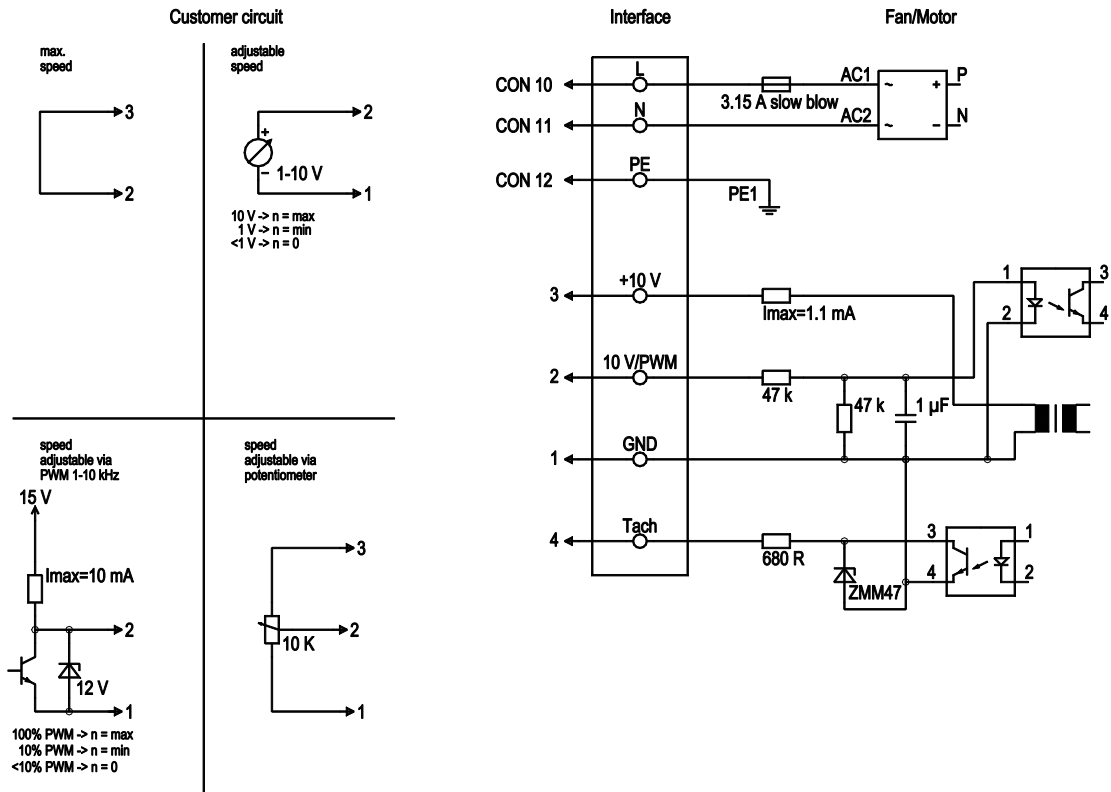 Customer circuit
Interface
Fan/Motor
max.
speed
3
2
adjustable
speed
2
+
−
1-10 V
1
10 V -> n = max
1 V -> n = min
<1 V -> n = 0
speed
adjustable via
PWM 1-10 kHz
15 V
Imax=10 mA
2
12 V
1
100% PWM -> n = max
10% PWM -> n = min
<10% PWM -> n = 0
speed
adjustable via
potentiometer
3
2
10 K
1
CON 10
L
3.15 A slow blow
AC1
~
+
P
CON 11
N
AC2
~
−
N
CON 12
PE
PE1
3
+10 V
Imax=1.1 mA
1
2
3
4
2
10 V/PWM
47 k
47 k
1 µF
1
GND
4
Tach
680 R
ZMM47
3
4
1
2